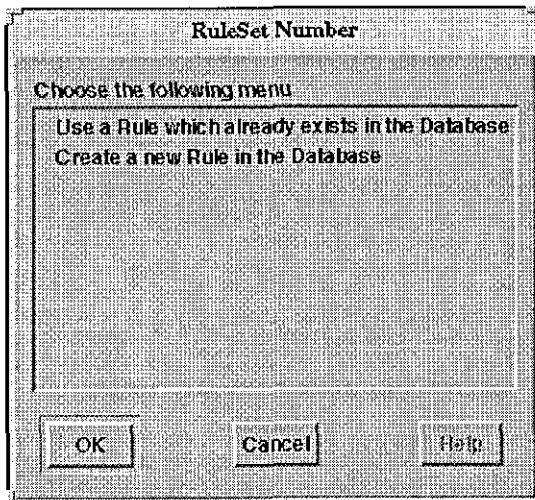 RuleSet Number
Choose the following menu
Use a Rule which already exists in the Database
Create a new Rule in the Database
OK
Cancel
Help